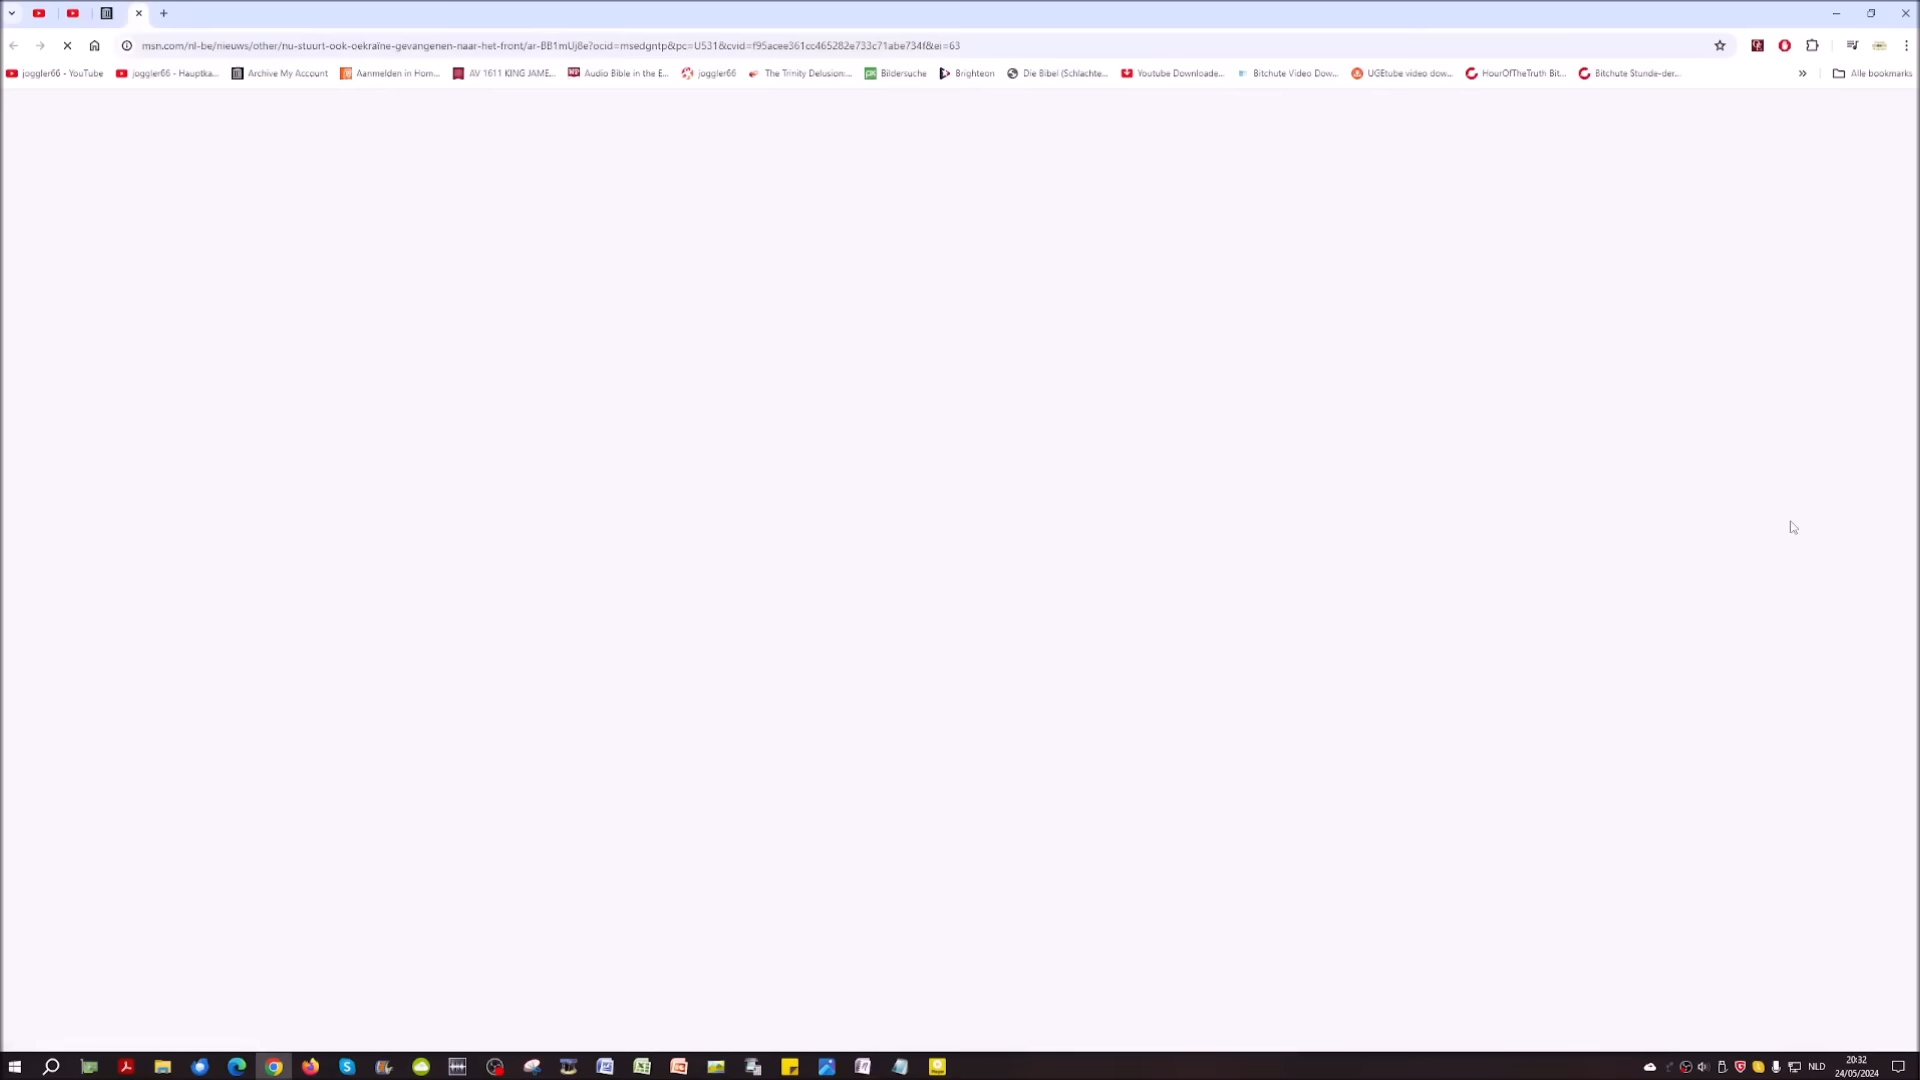 msn.com/nl-be/nieuws/other/nu-stuurt-ook-oekraïne-gevangenen-naar-het-front/ar-BB1mUj8e?ocid=msedgntp&pc=U531&cvid=f95acee361cc465282e733c71abe734f&ei=63
joggler66 - YouTube joggler66 - Hauptka... Archive My Account Aanmelden in Hom... AV 1611 KING JAME... Audio Bible in the E... joggler66 The Trinity Delusion:... Bildersuche Brighteon Die Bibel (Schlachte... Youtube Downloade... Bitchute Video Dow... UGEtube video dow... HourOfTheTruth Bit... Bitchute Stunde-der... » Alle bookmarks
NLD 20:32
24/05/2024